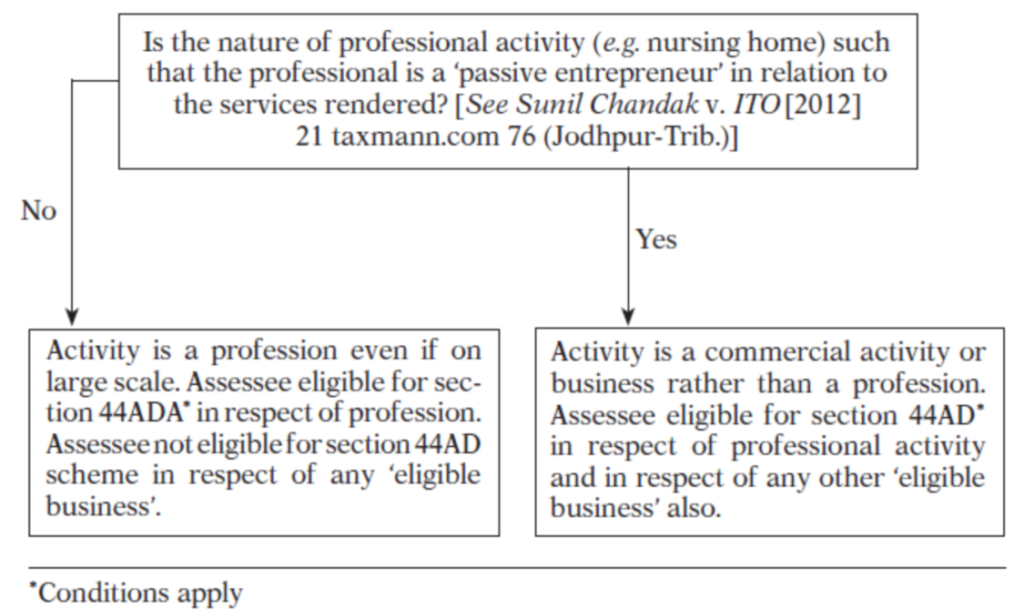 Is the nature of professional activity (e.g. nursing home) such
that the professional is a ‘passive entrepreneur’ in relation to
the services rendered? [See Sunil Chandak v. ITO [2012]
21 taxmann.com 76 (Jodhpur-Trib.)]
No
Yes
Activity is a profession even if on
large scale. Assessee eligible for sec-
tion 44ADA* in respect of profession.
Assessee not eligible for section 44AD
scheme in respect of any ‘eligible
business’.
Activity is a commercial activity or
business rather than a profession.
Assessee eligible for section 44AD*
in respect of professional activity
and in respect of any other ‘eligible
business’ also.
*Conditions apply